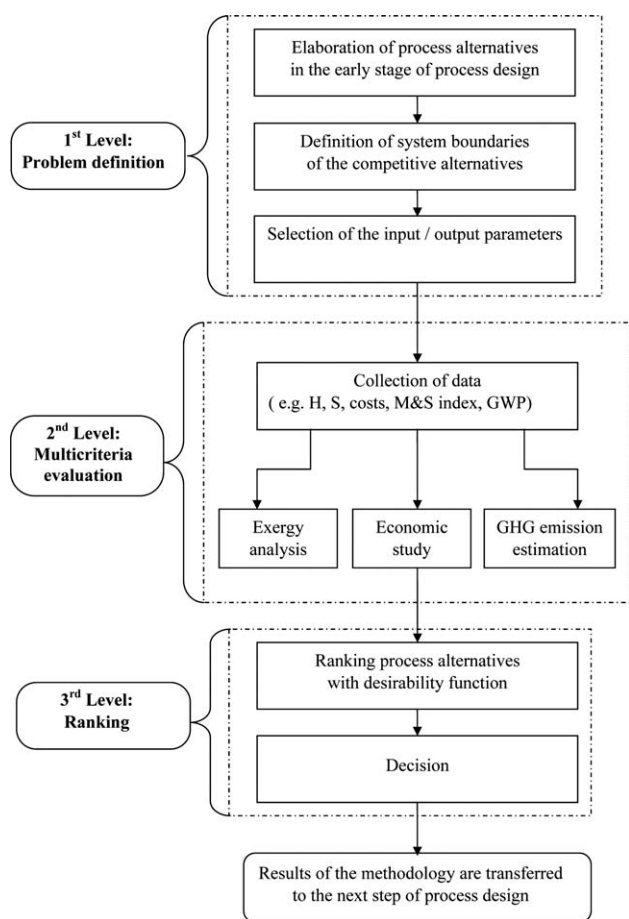 Elaboration of process alternatives
in the early stage of process design
1st Level:
Problem definition
Definition of system boundaries
of the competitive alternatives
Selection of the input / output parameters
Collection of data
( e.g. H, S, costs, M&S index, GWP)
2nd Level:
Multicriteria
evaluation
Exergy
analysis
Economic
study
GHG emission
estimation
Ranking process alternatives
with desirability function
3rd Level:
Ranking
Decision
Results of the methodology are transferred
to the next step of process design